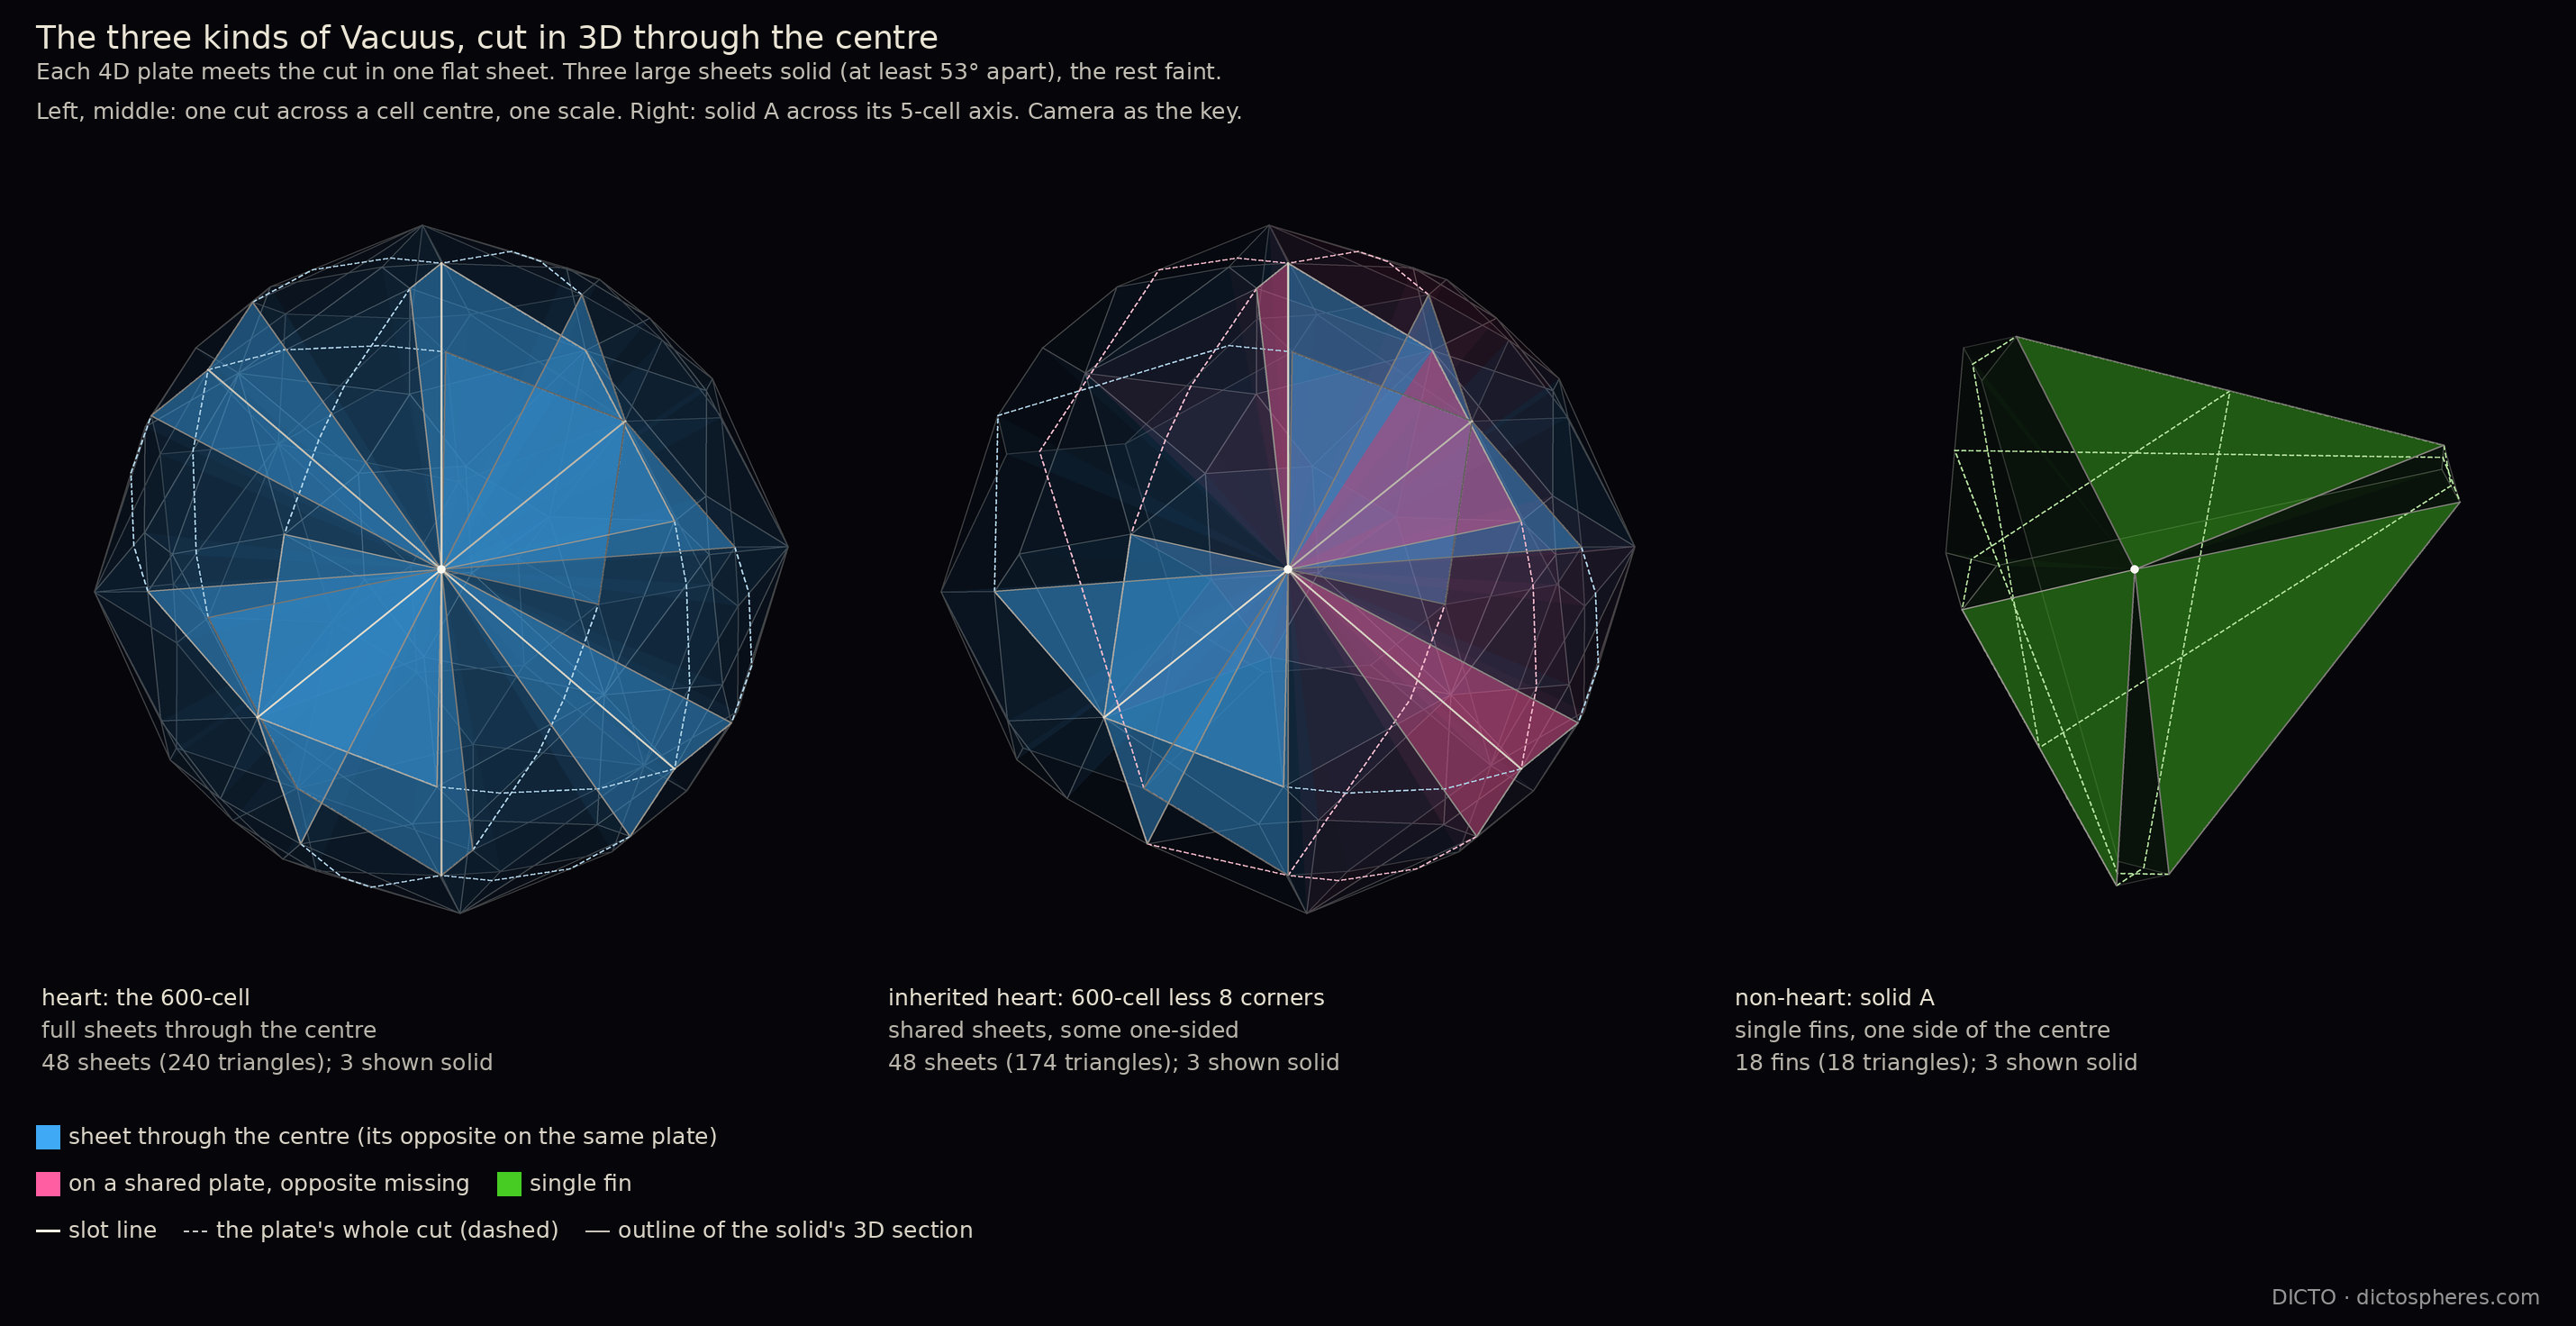 The three kinds of Vacuus, cut in 3D through the centre
Each 4D plate meets the cut in one flat sheet. Three large sheets solid (at least 53° apart), the rest faint.
Left, middle: one cut across a cell centre, one scale. Right: solid A across its 5-cell axis. Camera as the key.
heart: the 600-cell
full sheets through the centre
48 sheets (240 triangles); 3 shown solid
inherited heart: 600-cell less 8 corners
shared sheets, some one-sided
48 sheets (174 triangles); 3 shown solid
non-heart: solid A
single fins, one side of the centre
18 fins (18 triangles); 3 shown solid
sheet through the centre (its opposite on the same plate)
on a shared plate, opposite missing single fin
slot line the plate's whole cut (dashed) outline of the solid's 3D section
DICTO · dictospheres.com